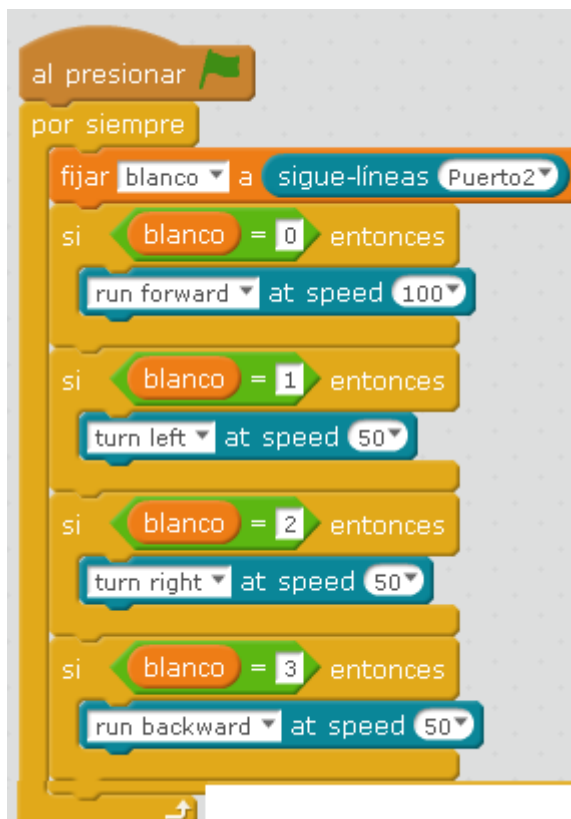 al presionar
por siempre
fijar blanco a sigue-líneas Puerto2
si blanco = 0 entonces
run forward at speed 100
si blanco = 1 entonces
turn left at speed 50
si blanco = 2 entonces
turn right at speed 50
si blanco = 3 entonces
run backward at speed 50